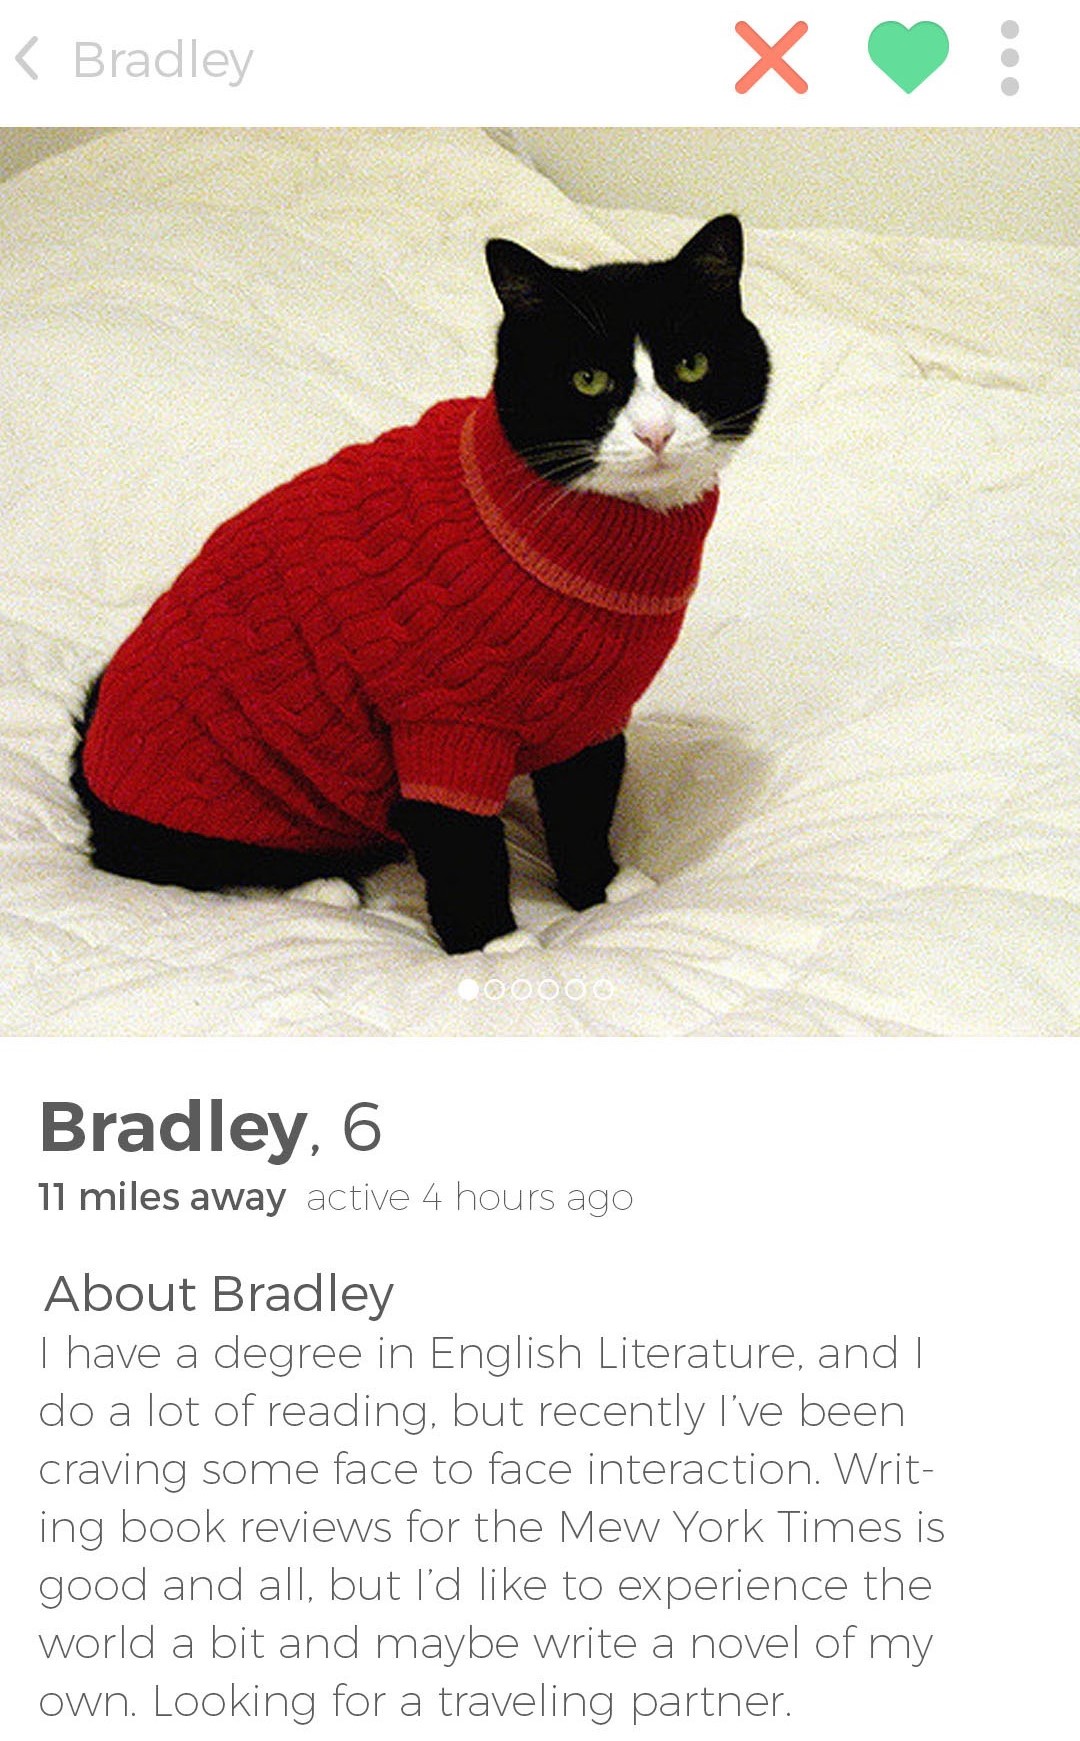 Bradley
Bradley, 6
11 miles away active 4 hours ago
About Bradley
I have a degree in English Literature, and I
do a lot of reading, but recently I’ve been
craving some face to face interaction. Writ-
ing book reviews for the Mew York Times is
good and all, but I’d like to experience the
world a bit and maybe write a novel of my
own. Looking for a traveling partner.